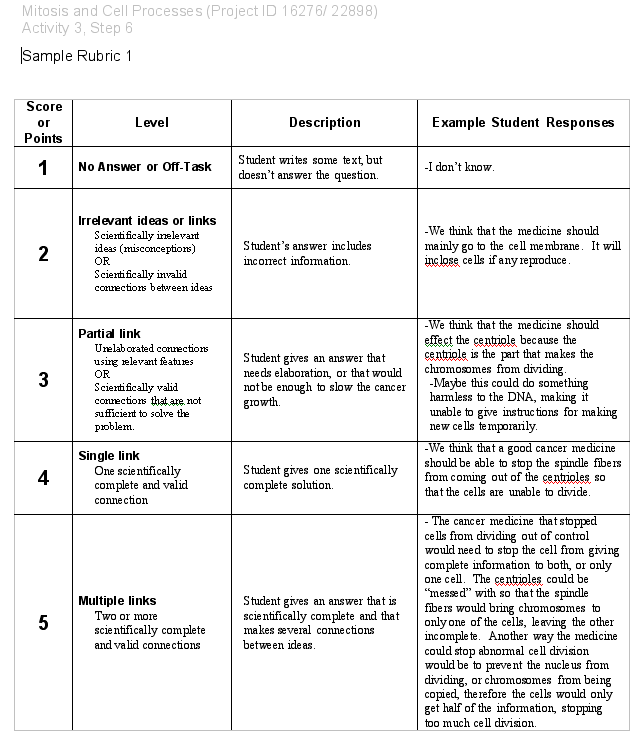 Mitosis and Cell Processes (Project ID 16276/ 22898)
Activity 3, Step 6
Sample Rubric 1
Score
or
Points
Level
Description
Example Student Responses
1
No Answer or Off-Task
Student writes some text, but
doesn't answer the question.
-I don't know.
2
Irrelevant ideas or links
Scientifically irrelevant
ideas (misconceptions)
OR
Scientifically invalid
connections between ideas
Student's answer includes
incorrect information.
-We think that the medicine should
mainly go to the cell membrane. It will
inclose cells if any reproduce.
3
Partial link
Unelaborated connections
using relevant features
OR
Scientifically valid
connections that are not
sufficient to solve the
problem.
Student gives an answer that
needs elaboration, or that would
not be enough to slow the cancer
growth.
-We think that the medicine should
effect the centriole because the
centriole is the part that makes the
chromosomes from dividing.
-Maybe this could do something
harmless to the DNA, making it
unable to give instructions for making
new cells temporarily.
4
Single link
One scientifically
complete and valid
connection
Student gives one scientifically
complete solution.
-We think that a good cancer medicine
should be able to stop the spindle fibers
from coming out of the centrioles so
that the cells are unable to divide.
5
Multiple links
Two or more
scientifically complete
and valid connections
Student gives an answer that is
scientifically complete and that
makes several connections
between ideas.
- The cancer medicine that stopped
cells from dividing out of control
would need to stop the cell from giving
complete information to both, or only
one cell. The centrioles could be
"messed" with so that the spindle
fibers would bring chromosomes to
only one of the cells, leaving the other
incomplete. Another way the medicine
could stop abnormal cell division
would be to prevent the nucleus from
dividing, or chromosomes from being
copied, therefore the cells would only
get half of the information, stopping
too much cell division.